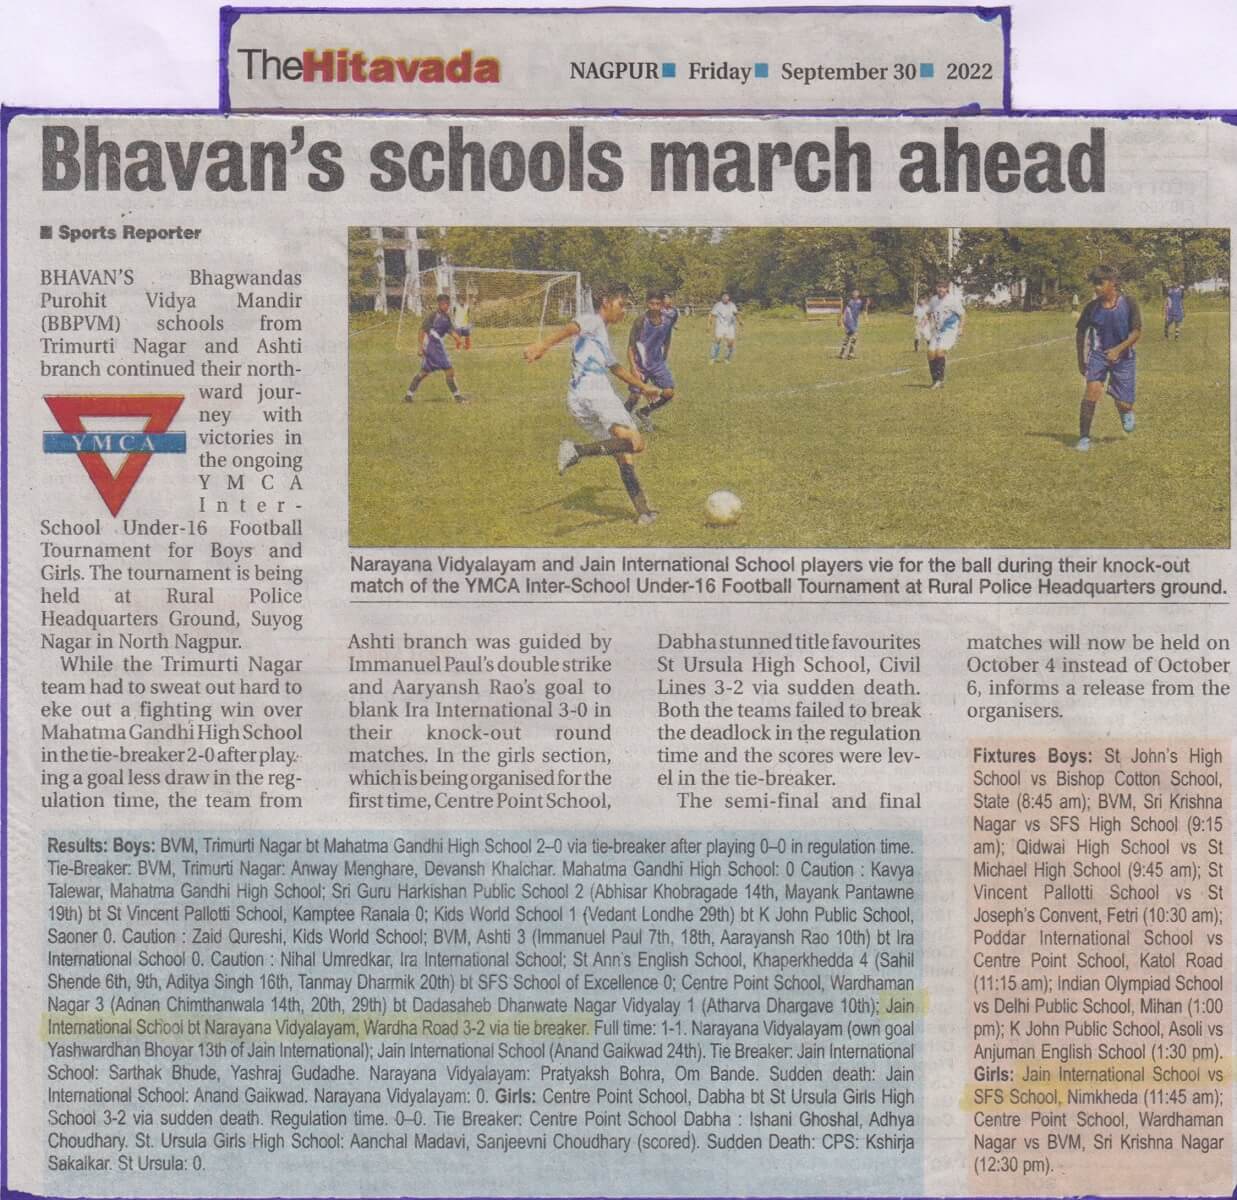 TheHitavada
NAGPUR ■ Friday ■ September 30 ■ 2022
Bhavan's schools march ahead
■ Sports Reporter
BHAVAN'S Bhagwandas
Purohit Vidya Mandir
(BBPVM) schools from
Trimurti Nagar and Ashti
branch continued their north-
ward jour-
ney with
victories in
the ongoing
Y M C A
I n t e r -
YMCA
School Under-16 Football
Tournament for Boys and
Girls. The tournament is being
held at Rural Police
Headquarters Ground, Suyog
Nagar in North Nagpur.
While the Trimurti Nagar
team had to sweat out hard to
eke out a fighting win over
Mahatma Gandhi High School
in the tie-breaker 2-0 after play-
ing a goal less draw in the reg-
ulation time, the team from
Narayana Vidyalayam and Jain International School players vie for the ball during their knock-out
match of the YMCA Inter-School Under-16 Football Tournament at Rural Police Headquarters ground.
Ashti branch was guided by
Immanuel Paul's double strike
and Aaryansh Rao's goal to
blank Ira International 3-0 in
their knock-out round
matches. In the girls section,
which is being organised for the
first time, Centre Point School,
Dabha stunned title favourites
St Ursula High School, Civil
Lines 3-2 via sudden death.
Both the teams failed to break
the deadlock in the regulation
time and the scores were lev-
el in the tie-breaker.
The semi-final and final
matches will now be held on
October 4 instead of October
6, informs a release from the
organisers.
Results: Boys: BVM, Trimurti Nagar bt Mahatma Gandhi High School 2–0 via tie-breaker after playing 0–0 in regulation time.
Tie-Breaker: BVM, Trimurti Nagar: Anway Menghare, Devansh Khalchar. Mahatma Gandhi High School: 0 Caution : Kavya
Talewar, Mahatma Gandhi High School; Sri Guru Harkishan Public School 2 (Abhisar Khobragade 14th, Mayank Pantawne
19th) bt St Vincent Pallotti School, Kamptee Ranala 0; Kids World School 1 (Vedant Londhe 29th) bt K John Public School,
Saoner 0. Caution : Zaid Qureshi, Kids World School; BVM, Ashti 3 (Immanuel Paul 7th, 18th, Aarayansh Rao 10th) bt Ira
International School 0. Caution : Nihal Umredkar, Ira International School; St Ann's English School, Khaperkhedda 4 (Sahil
Shende 6th, 9th, Aditya Singh 16th, Tanmay Dharmik 20th) bt SFS School of Excellence 0; Centre Point School, Wardhaman
Nagar 3 (Adnan Chimthanwala 14th, 20th, 29th) bt Dadasaheb Dhanwate Nagar Vidyalay 1 (Atharva Dhargave 10th); Jain
International School bt Narayana Vidyalayam, Wardha Road 3-2 via tie breaker. Full time: 1-1. Narayana Vidyalayam (own goal
Yashwardhan Bhoyar 13th of Jain International); Jain International School (Anand Gaikwad 24th). Tie Breaker: Jain International
School: Sarthak Bhude, Yashraj Gudadhe. Narayana Vidyalayam: Pratyaksh Bohra, Om Bande. Sudden death: Jain
International School: Anand Gaikwad. Narayana Vidyalayam: 0. Girls: Centre Point School, Dabha bt St Ursula Girls High
School 3-2 via sudden death. Regulation time. 0–0. Tie Breaker: Centre Point School Dabha : Ishani Ghoshal, Adhya
Choudhary. St. Ursula Girls High School: Aanchal Madavi, Sanjeevni Choudhary (scored). Sudden Death: CPS: Kshirja
Sakalkar. St Ursula: 0.
Fixtures Boys: St John's High
School vs Bishop Cotton School,
State (8:45 am); BVM, Sri Krishna
Nagar vs SFS High School (9:15
am); Qidwai High School vs St
Michael High School (9:45 am); St
Vincent Pallotti School vs St
Joseph's Convent, Fetri (10:30 am);
Poddar International School vs
Centre Point School, Katol Road
(11:15 am); Indian Olympiad School
vs Delhi Public School, Mihan (1:00
pm); K John Public School, Asoli vs
Anjuman English School (1:30 pm).
Girls: Jain International School vs
SFS School, Nimkheda (11:45 am);
Centre Point School, Wardhaman
Nagar vs BVM, Sri Krishna Nagar
(12:30 pm).